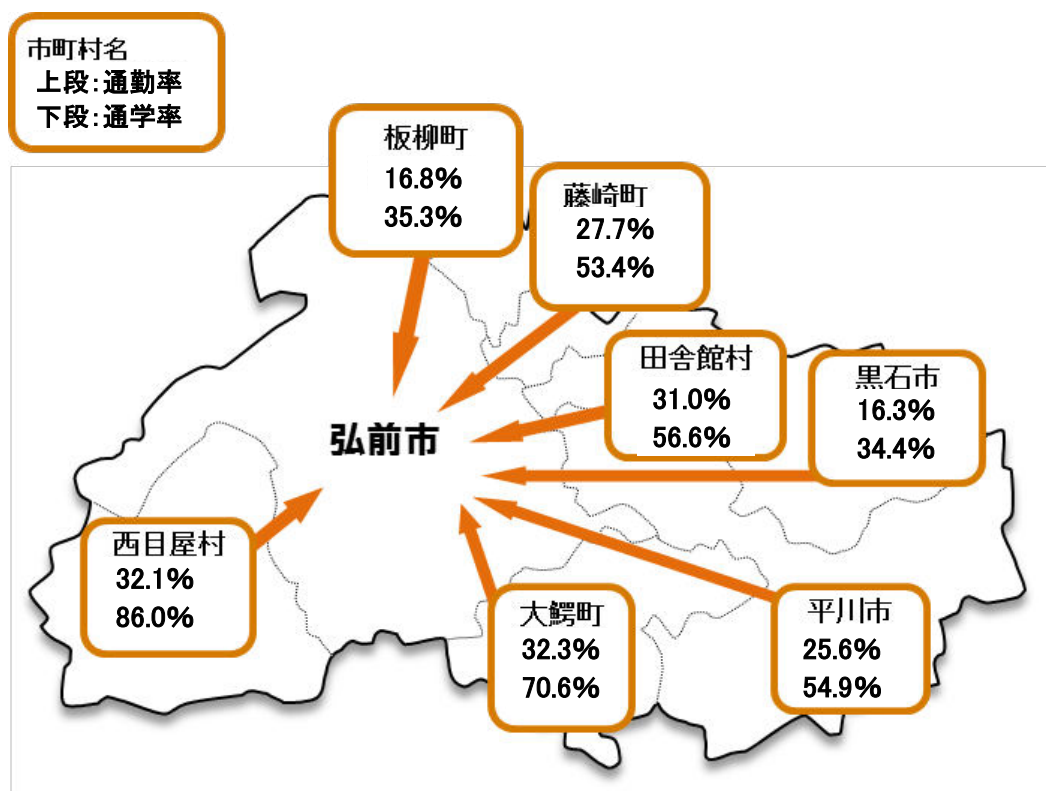 市町村名
上段:通勤率
下段:通学率
板柳町
16.8%
35.3%
藤崎町
27.7%
53.4%
田舎館村
31.0%
56.6%
黒石市
16.3%
34.4%
弘前市
西目屋村
32.1%
86.0%
大鰐町
32.3%
70.6%
平川市
25.6%
54.9%